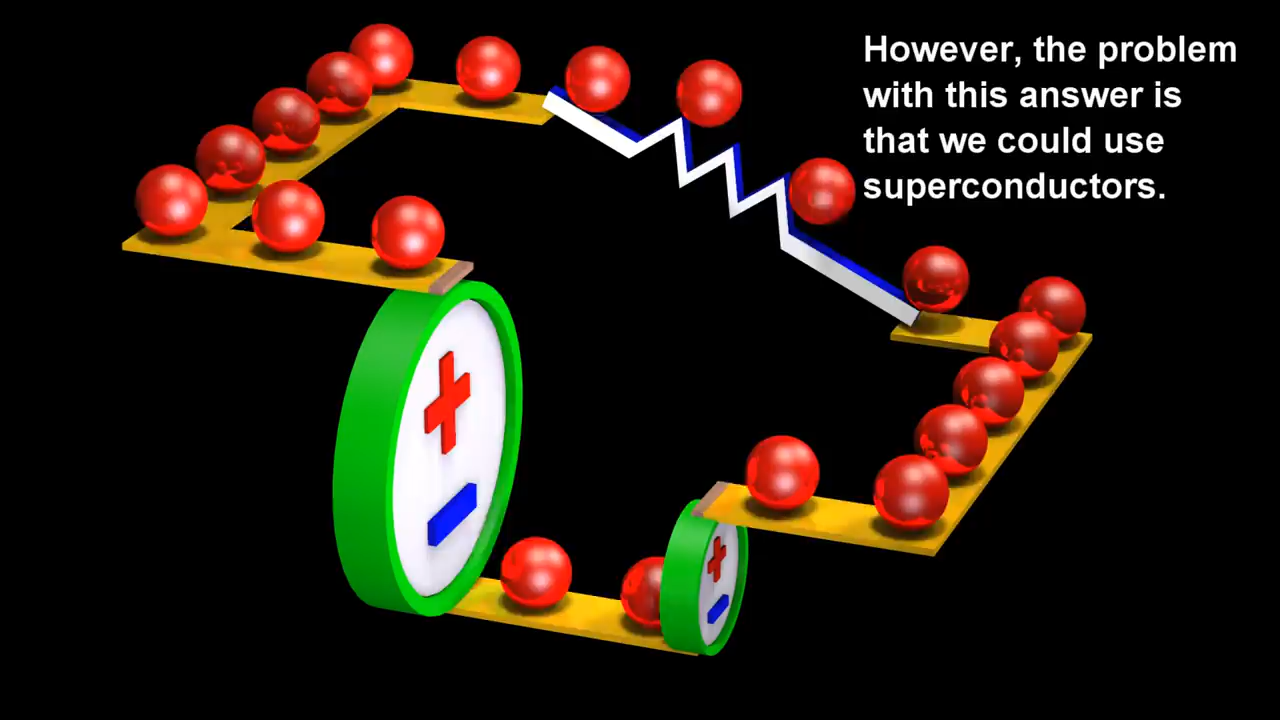 However, the problem
with this answer is
that we could use
superconductors.
+
-
+
-